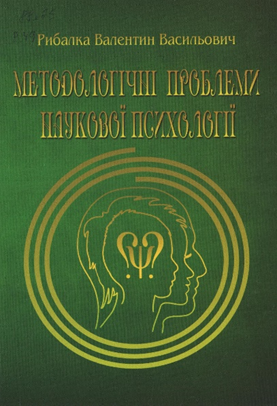 Рибалка Валентин Васильович
МЕТОДОЛОГІЧНІ ПРОБЛЕМИ
НАУКОВОЇ ПСИХОЛОГІЇ